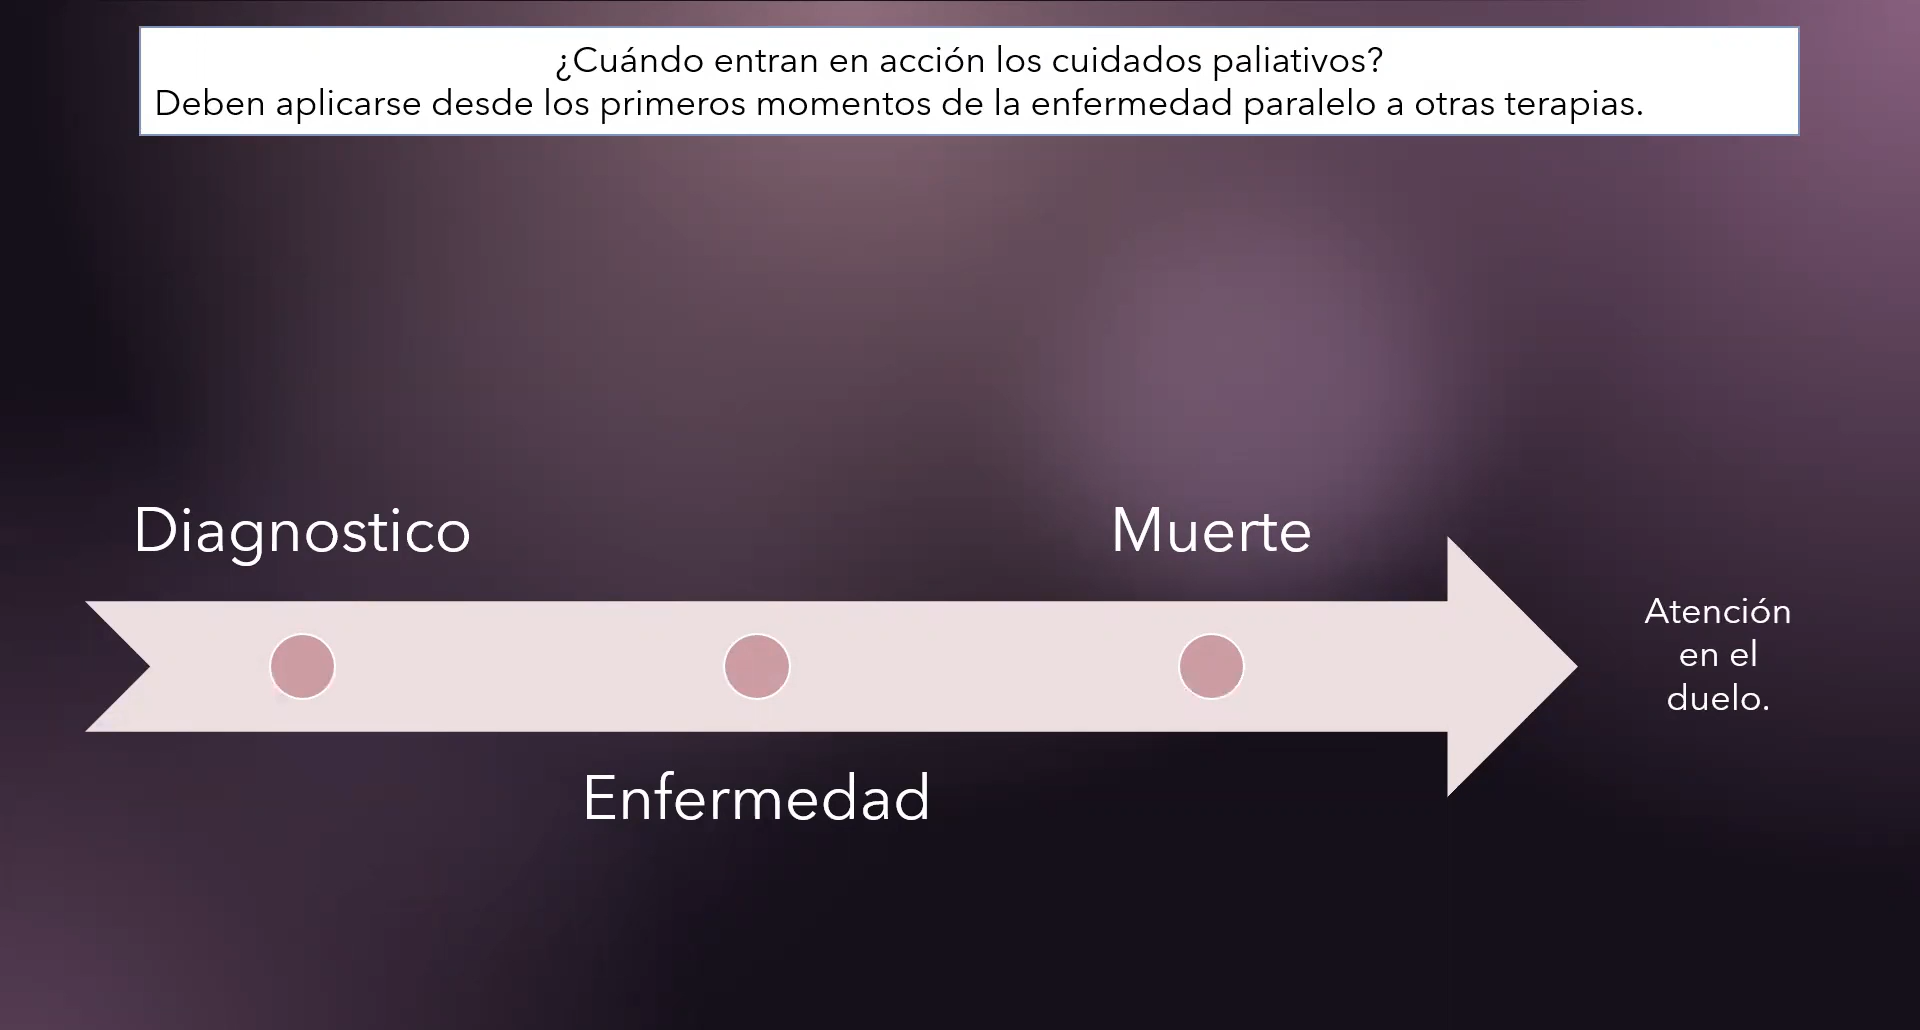 ¿Cuándo entran en acción los cuidados paliativos?
Deben aplicarse desde los primeros momentos de la enfermedad paralelo a otras terapias.
Diagnostico
Muerte
Atención
en el
duelo.
Enfermedad